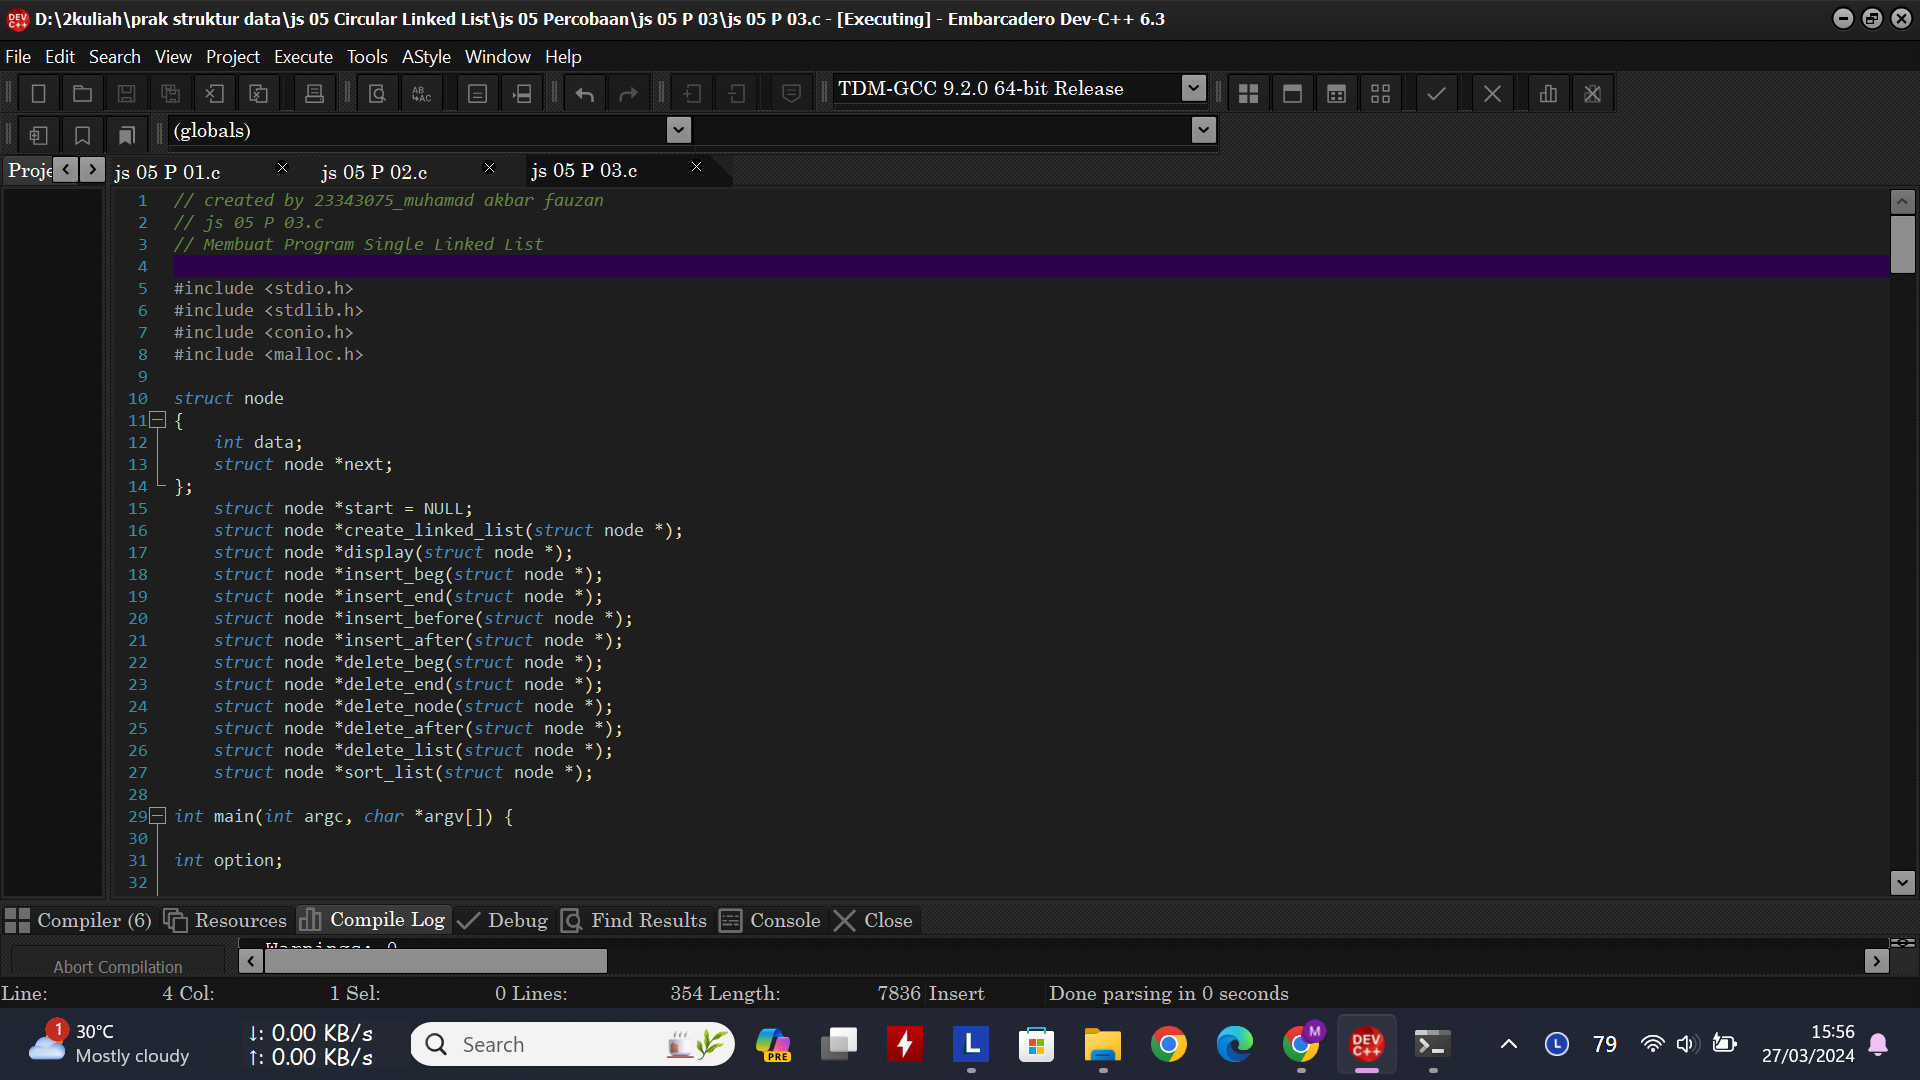 D:\2kuliah\prak struktur data\js 05 Circular Linked List\js 05 Percobaan\js 05 P 03\js 05 P 03.c - [Executing] - Embarcadero Dev-C++ 6.3
File Edit Search View Project Execute Tools AStyle Window Help
TDM-GCC 9.2.0 64-bit Release
(globals)
Proje js 05 P 01.c js 05 P 02.c js 05 P 03.c
1 // created by 23343075_muhamad akbar fauzan
2 // js 05 P 03.c
3 // Membuat Program Single Linked List
4
5 #include <stdio.h>
6 #include <stdlib.h>
7 #include <conio.h>
8 #include <malloc.h>
9
10 struct node
11 {
12 int data;
13 struct node *next;
14 };
15 struct node *start = NULL;
16 struct node *create_linked_list(struct node *);
17 struct node *display(struct node *);
18 struct node *insert_beg(struct node *);
19 struct node *insert_end(struct node *);
20 struct node *insert_before(struct node *);
21 struct node *insert_after(struct node *);
22 struct node *delete_beg(struct node *);
23 struct node *delete_end(struct node *);
24 struct node *delete_node(struct node *);
25 struct node *delete_after(struct node *);
26 struct node *delete_list(struct node *);
27 struct node *sort_list(struct node *);
28
29 int main(int argc, char *argv[]) {
30
31 int option;
32
Compiler (6) Resources Compile Log Debug Find Results Console Close
Warnings: 0
Abort Compilation
Line: 4 Col: 1 Sel: 0 Lines: 354 Length: 7836 Insert Done parsing in 0 seconds
1 30°C
Mostly cloudy
↓: 0.00 KB/s
↑: 0.00 KB/s
Search
PRE
L
M
DEV C++
L
79
15:56
27/03/2024